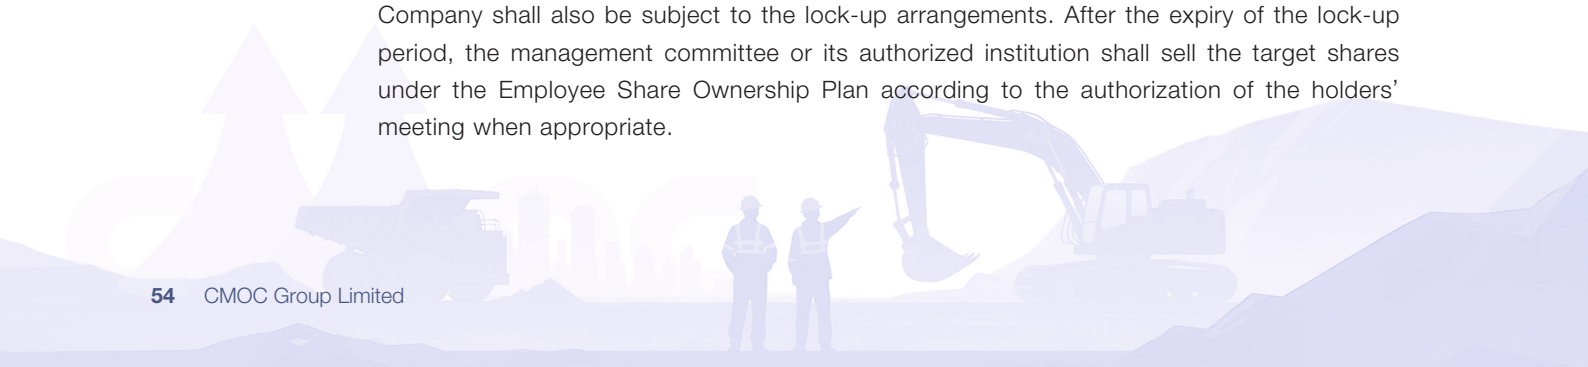 Company shall also be subject to the lock-up arrangements. After the expiry of the lock-up
period, the management committee or its authorized institution shall sell the target shares
under the Employee Share Ownership Plan according to the authorization of the holders’
meeting when appropriate.
CMOC
54 CMOC Group Limited